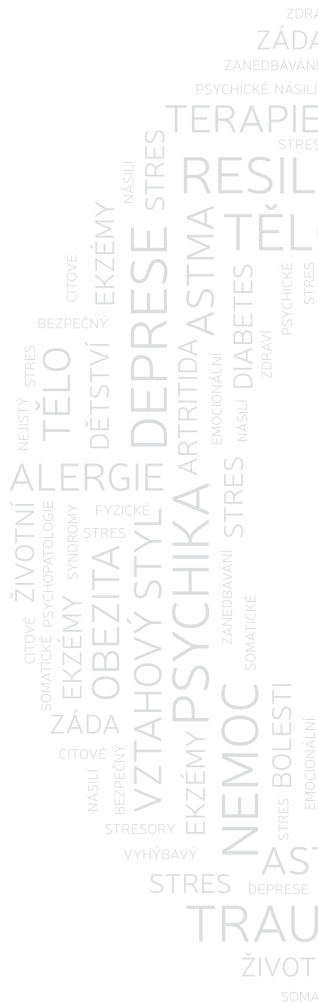 ZDRA
ZÁDA
ZANEDBÁVÁNÍ
PSYCHICKÉ NÁSILÍ
TERAPIE
STRES
STRES
RESIL
NÁSILÍ
EKZÉMY
ASTMA
TĚLO
CITOVÉ
DEPRESE
DIABETES
PSYCHICKÉ
STRES
BEZPEČNÝ
ZDRAVÍ
DĚTSTVÍ
ARTRITIDA
EMOCIONÁLNÍ
STRES
TĚLO
NEJISTÝ
NÁSILÍ
ALERGIE
STRES
PSYCHIKA
ŽIVOTNÍ
PSYCHOPATOLOGIE
SYNDROMY
FYZICKÉ
STRES
VZTAHOVÝ STYL
OBEZITA
ZANEDBÁVÁNÍ
EKZÉMY
SOMATICKÉ
CITOVÉ
SOMATICKÉ
NEMOC
BOLESTI
ZÁDA
EMOCIONÁLNÍ
EKZÉMY
CITOVÉ
BEZPEČNÝ
NÁSILÍ
STRES
STRESORY
VYHÝBAVÝ
AST
STRES
DEPRESE
TRAU
ŽIVOT
SOMA